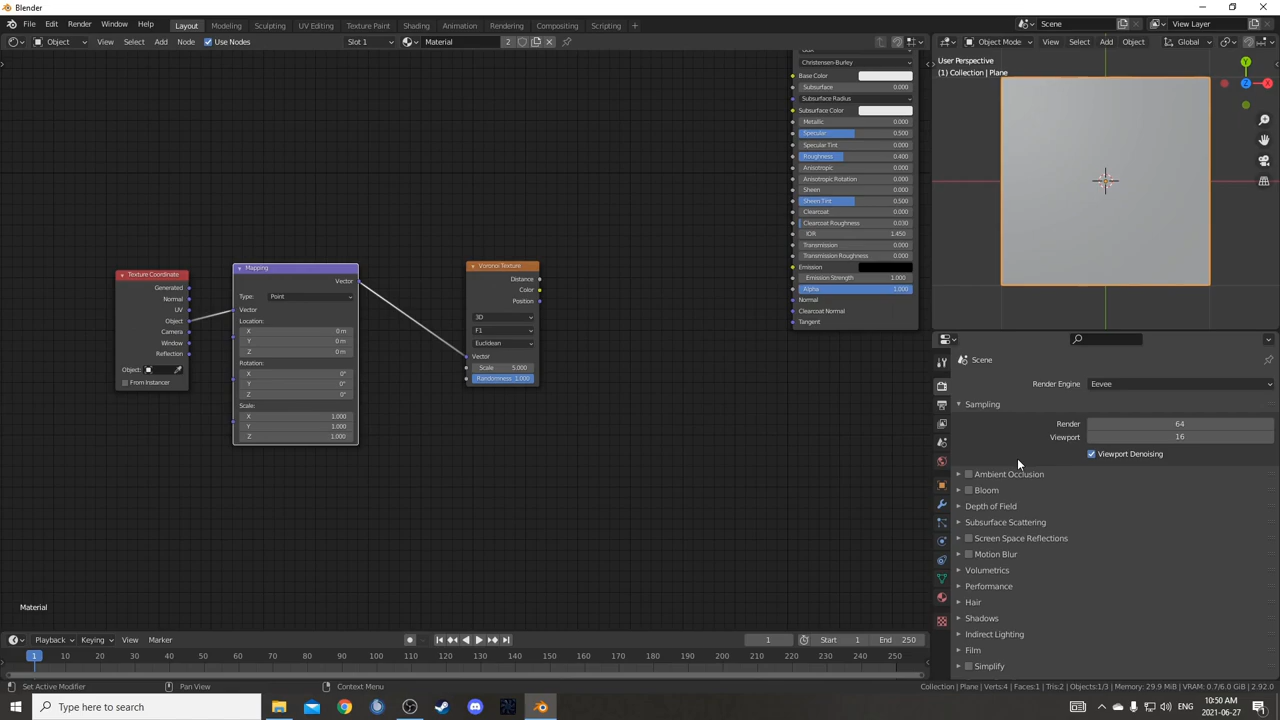 Blender
File Edit Render Window Help
Layout Modeling Sculpting UV Editing Texture Paint Shading Animation Rendering Compositing Scripting +
Scene View Layer
Object View Select Add Node Use Nodes Slot 1 Material 2
Object Mode View Select Add Object Global
User Perspective
(1) Collection | Plane
Y
Z
X
Christensen-Burley
Base Color
Subsurface 0.000
Subsurface Radius
Subsurface Color
Metallic 0.000
Specular 0.500
Specular Tint 0.000
Roughness 0.400
Anisotropic 0.000
Anisotropic Rotation 0.000
Sheen 0.000
Sheen Tint 0.500
Clearcoat 0.000
Clearcoat Roughness 0.030
IOR 1.450
Transmission 0.000
Transmission Roughness 0.000
Emission
Emission Strength 1.000
Alpha 1.000
Normal
Clearcoat Normal
Tangent
Texture Coordinate
Generated
Normal
UV
Object
Camera
Window
Reflection
Object:
From Instancer
Mapping
Vector
Type: Point
Vector
Location:
X 0 m
Y 0 m
Z 0 m
Rotation:
X 0°
Y 0°
Z 0°
Scale:
X 1.000
Y 1.000
Z 1.000
Voronoi Texture
Distance
Color
Position
3D
F1
Euclidean
Vector
Scale 5.000
Randomness 1.000
Material
Scene
Render Engine Eevee
Sampling
Render 64
Viewport 16
Viewport Denoising
Ambient Occlusion
Bloom
Depth of Field
Subsurface Scattering
Screen Space Reflections
Motion Blur
Volumetrics
Performance
Hair
Shadows
Indirect Lighting
Film
Simplify
Playback Keying View Marker 1 Start 1 End 250
1 10 20 30 40 50 60 70 80 90 100 110 120 130 140 150 160 170 180 190 200 210 220 230 240 250
Set Active Modifier Pan View Context Menu
Collection | Plane | Verts:4 | Faces:1 | Tris:2 | Objects:1/3 | Memory: 29.9 MiB | VRAM: 0.7/6.0 GiB | 2.92.0
Type here to search
ENG
10:50 AM
2021-06-27
1